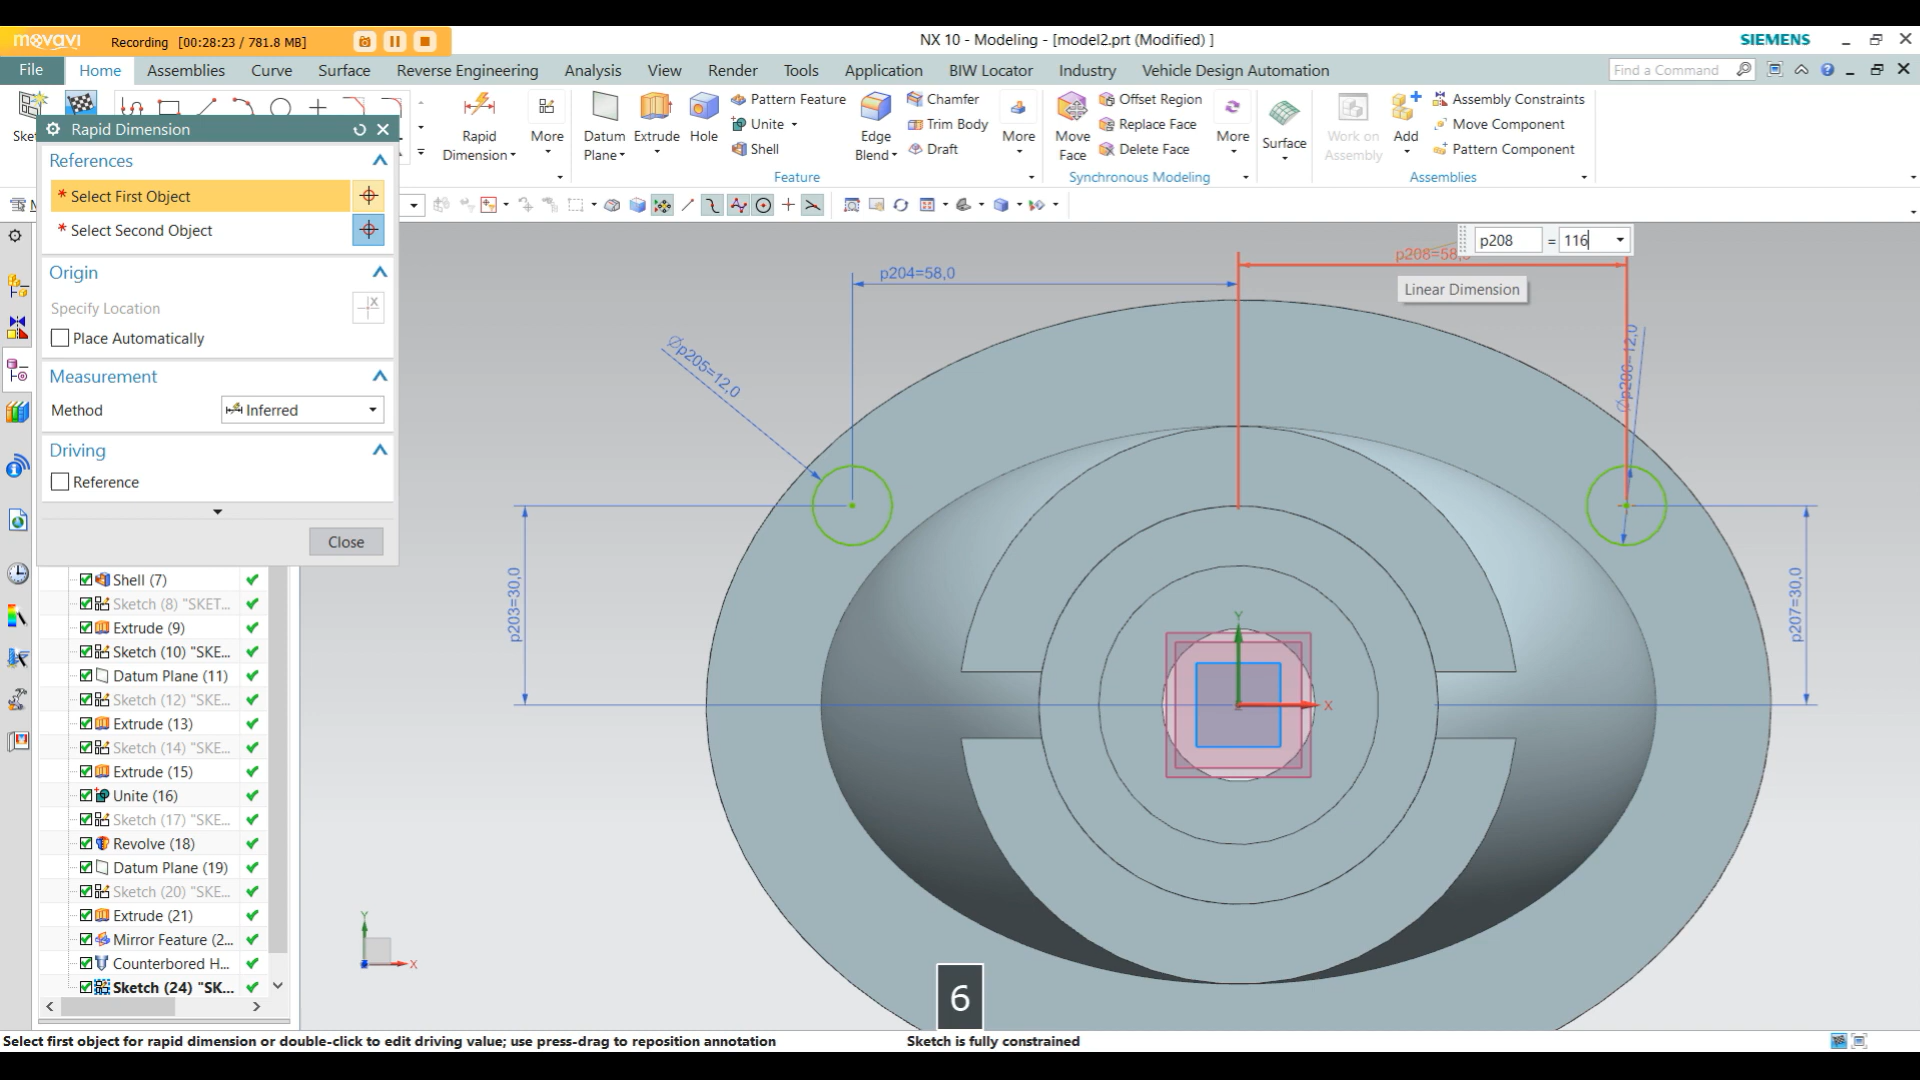 movavi Recording [00:28:23 / 781.8 MB]
NX 10 - Modeling - [model2.prt (Modified) ]
SIEMENS
File Home Assemblies Curve Surface Reverse Engineering Analysis View Render Tools Application BIW Locator Industry Vehicle Design Automation
Find a Command
Rapid Dimension
More
Datum Plane
Extrude
Hole
Pattern Feature
Unite
Shell
Edge Blend
Chamfer
Trim Body
Draft
More
Feature
Move Face
Offset Region
Replace Face
Delete Face
More
Synchronous Modeling
Surface
Work on Assembly
Add
Assembly Constraints
Move Component
Pattern Component
Assemblies
Rapid Dimension
References
* Select First Object
* Select Second Object
Origin
Specify Location
Place Automatically
Measurement
Method Inferred
Driving
Reference
Close
Shell (7)
Sketch (8) "SKET...
Extrude (9)
Sketch (10) "SKE...
Datum Plane (11)
Sketch (12) "SKE...
Extrude (13)
Sketch (14) "SKE...
Extrude (15)
Unite (16)
Sketch (17) "SKE...
Revolve (18)
Datum Plane (19)
Sketch (20) "SKE...
Extrude (21)
Mirror Feature (2...
Counterbored H...
Sketch (24) "SK...
p208 = 116
Linear Dimension
p204=58,0
Øp205=12,0
Øp206=12,0
p203=30,0
p207=30,0
Y
X
Y
X
6
Select first object for rapid dimension or double-click to edit driving value; use press-drag to reposition annotation
Sketch is fully constrained